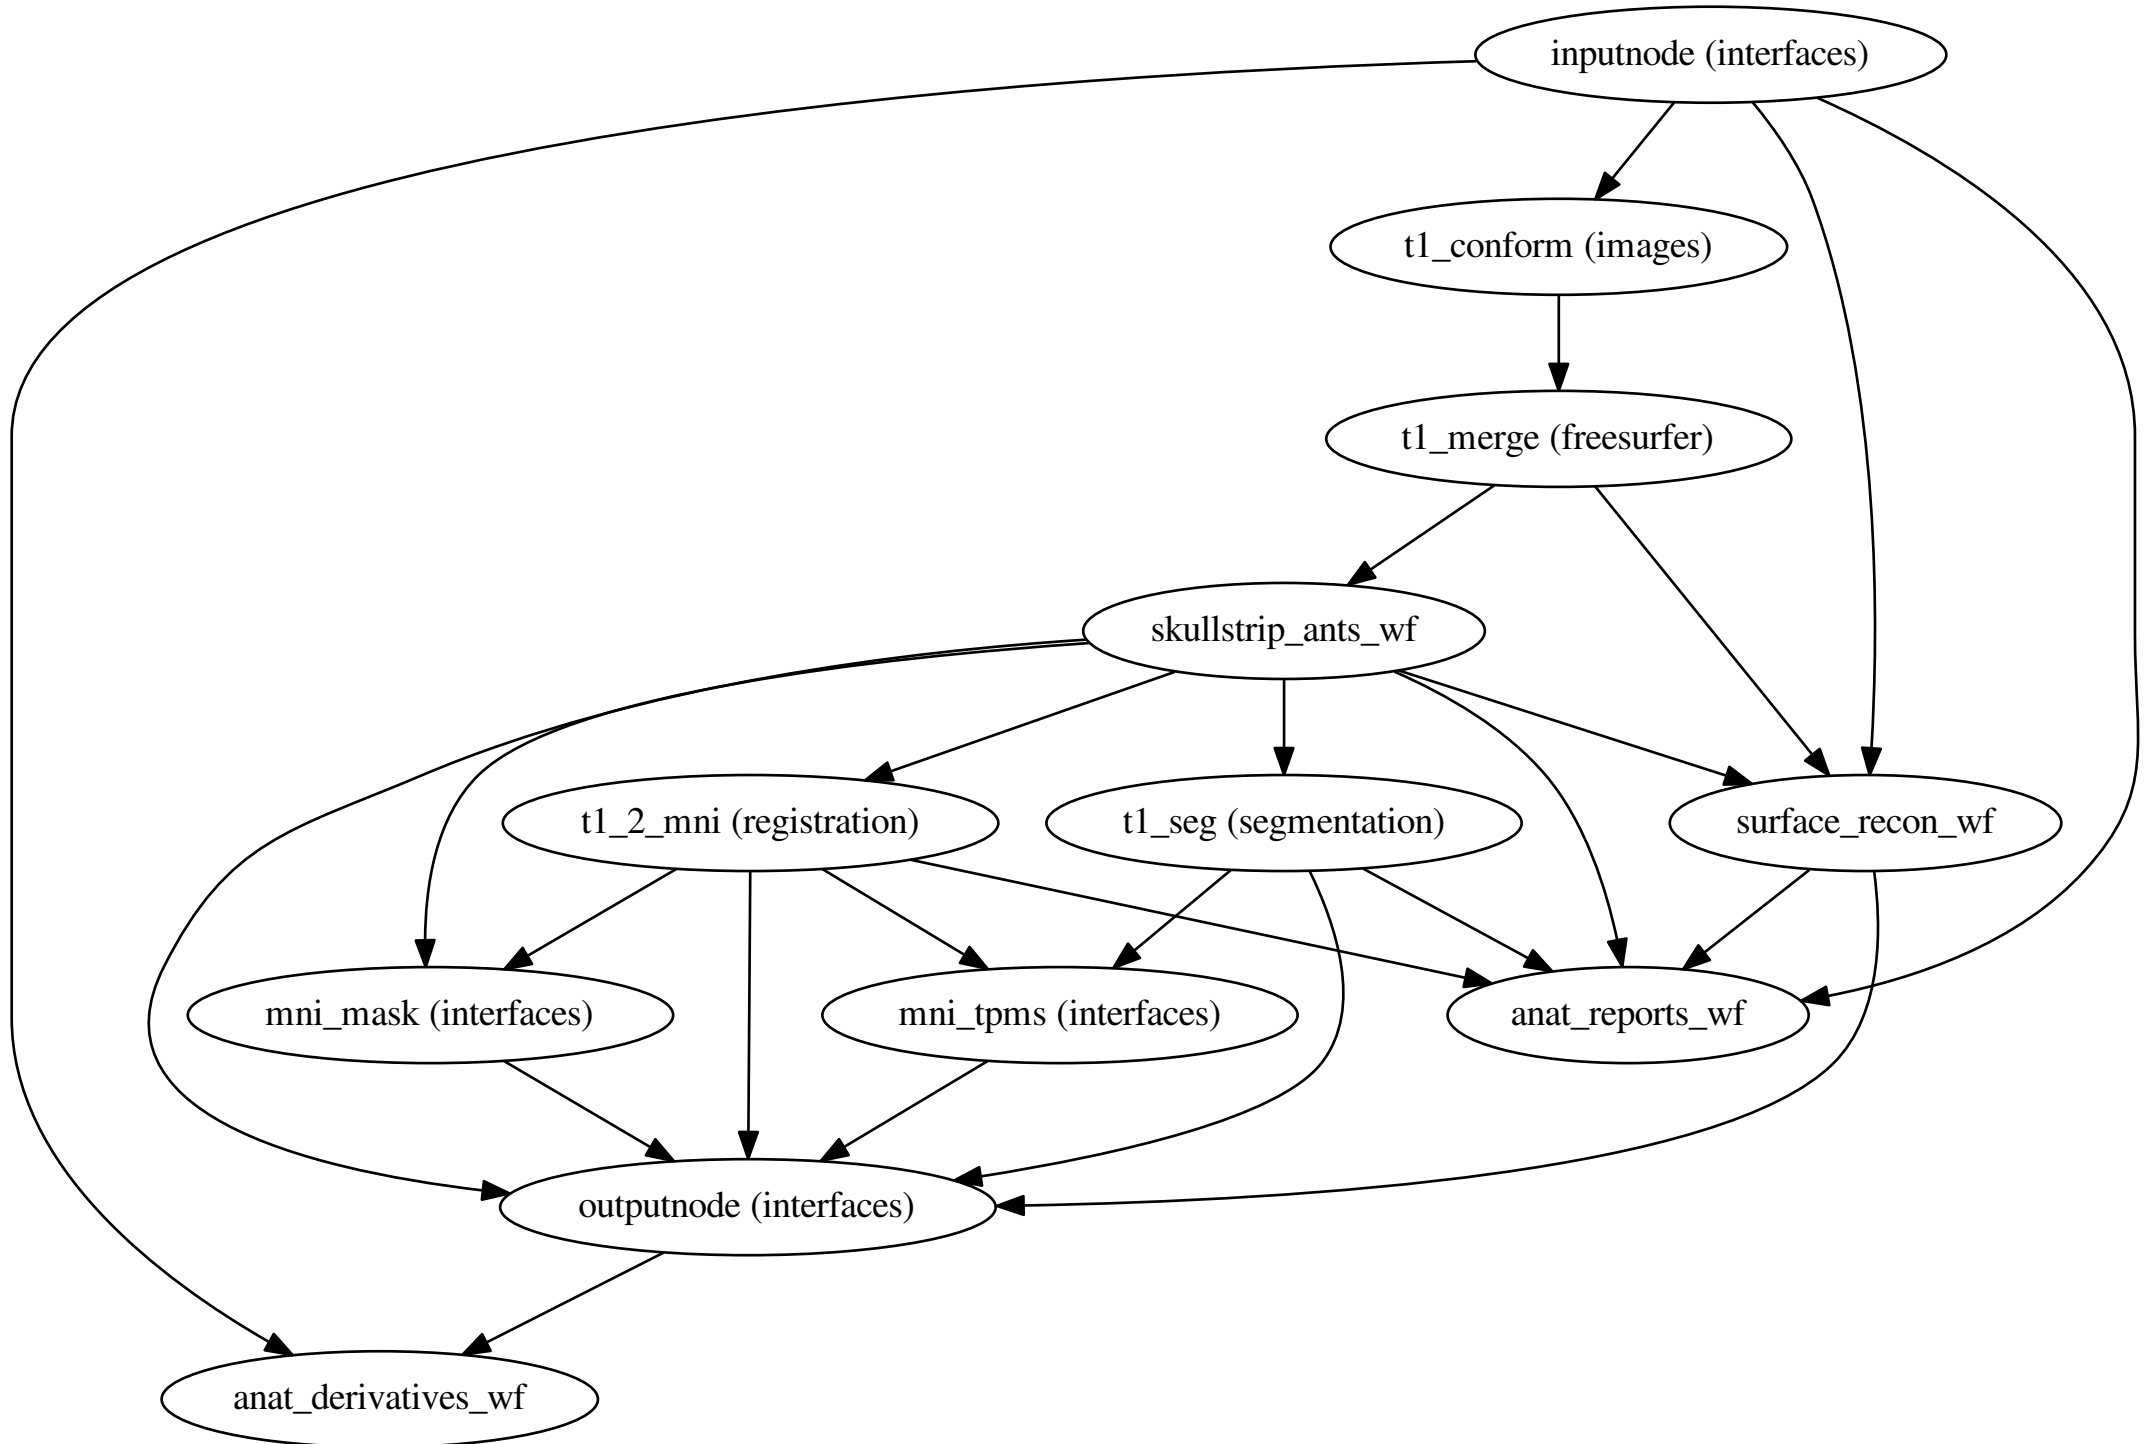 inputnode (interfaces)
t1_conform (images)
t1_merge (freesurfer)
skullstrip_ants_wf
t1_2_mni (registration)
t1_seg (segmentation)
surface_recon_wf
mni_mask (interfaces)
mni_tpms (interfaces)
anat_reports_wf
outputnode (interfaces)
anat_derivatives_wf